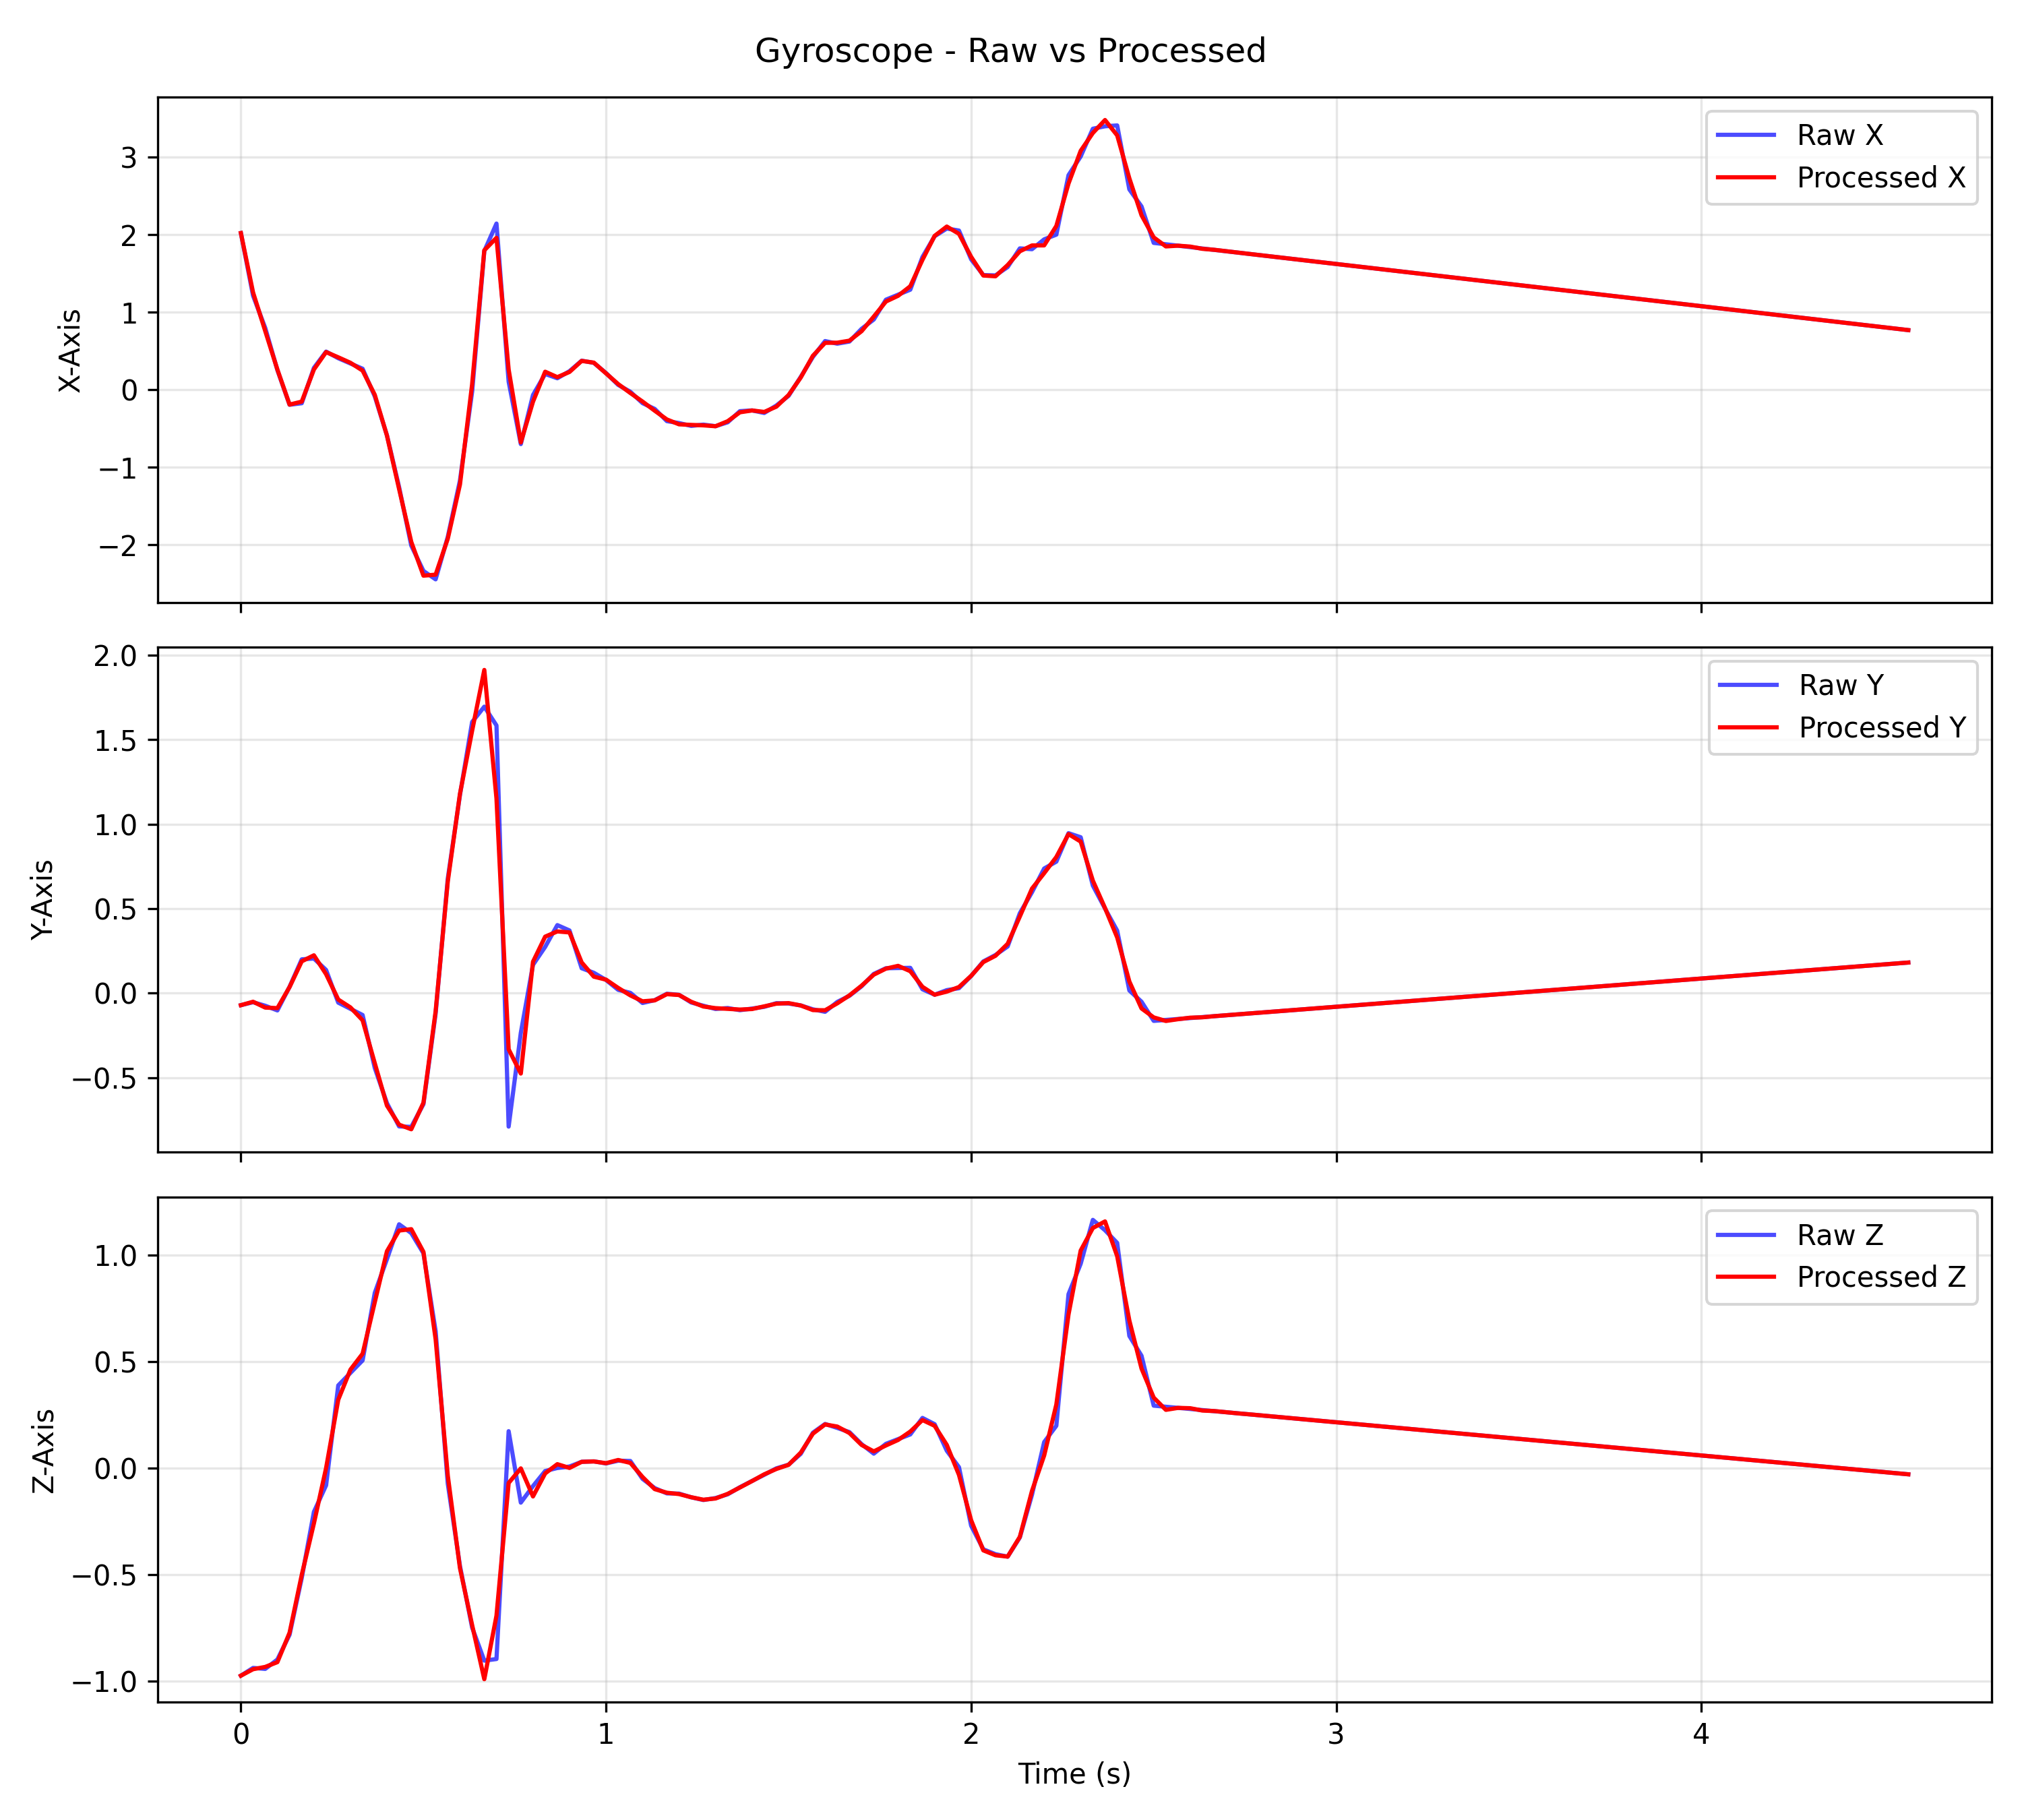 Gyroscope - Raw vs Processed
X-Axis
3
2
1
0
−1
−2
Raw X
Processed X
Y-Axis
2.0
1.5
1.0
0.5
0.0
−0.5
Raw Y
Processed Y
Z-Axis
1.0
0.5
0.0
−0.5
−1.0
Raw Z
Processed Z
0 1 2 3 4
Time (s)